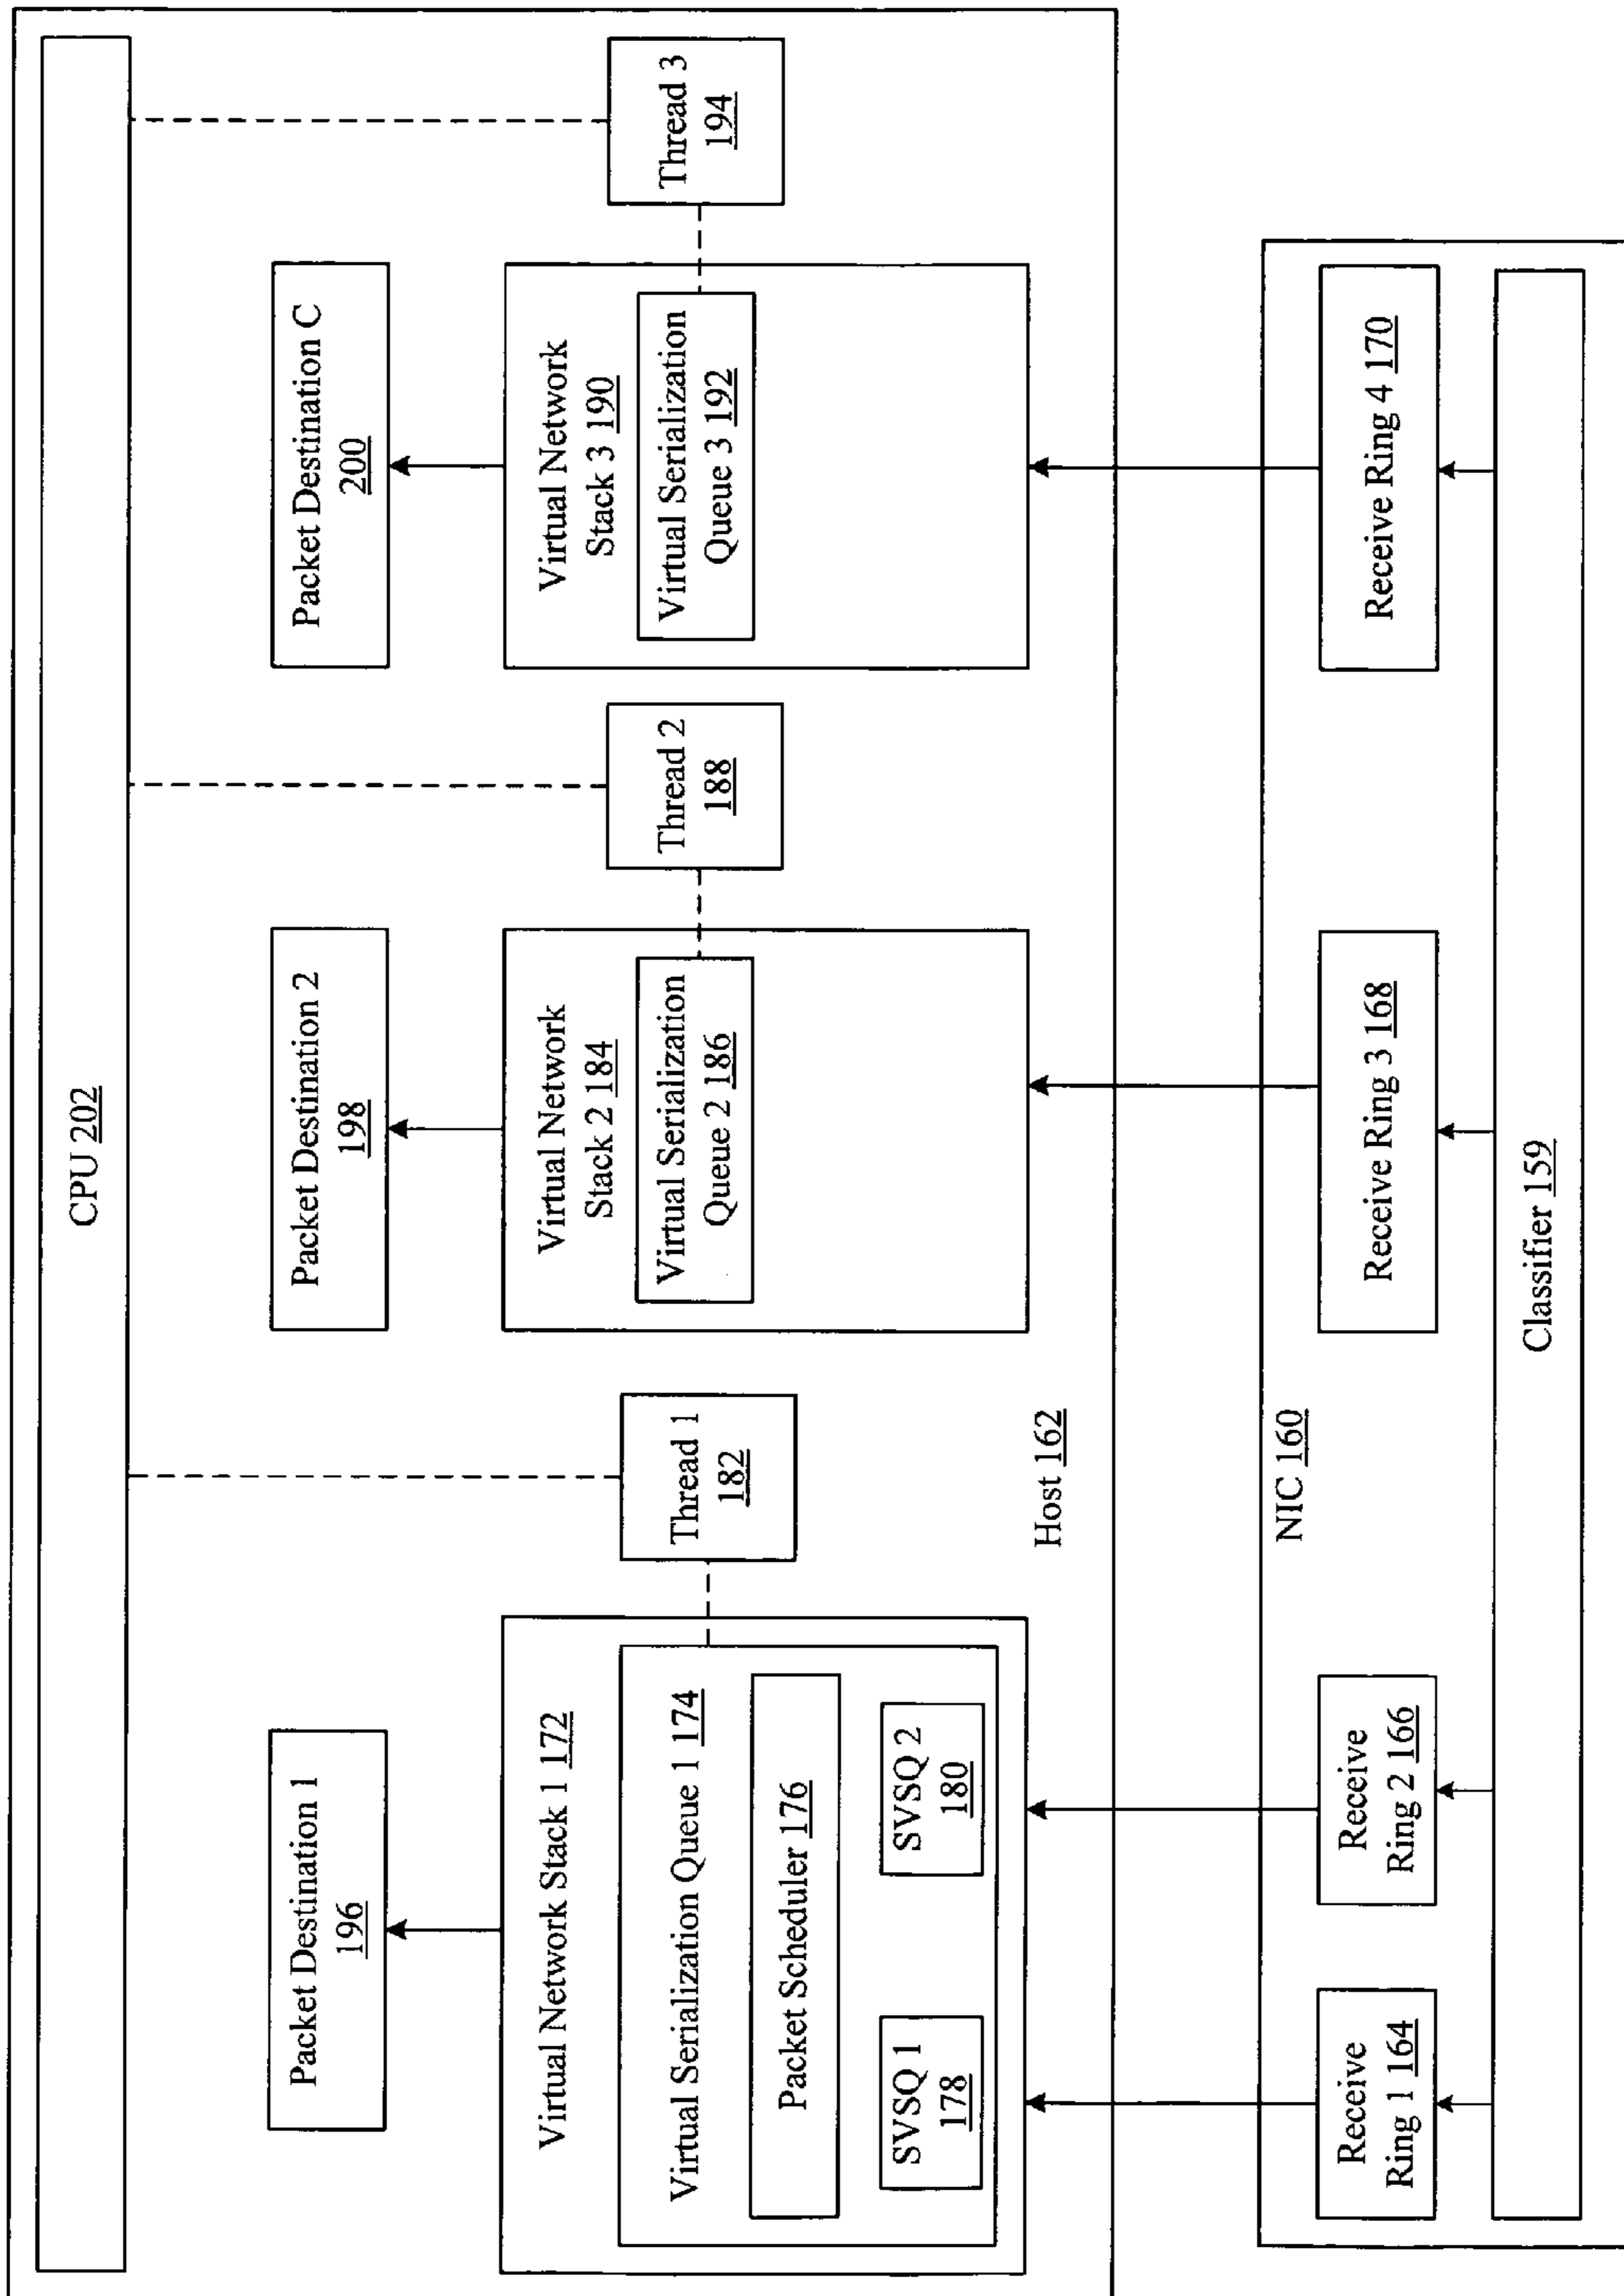 CPU 202
Packet Destination 1
196
Packet Destination 2
198
Packet Destination C
200
Virtual Network Stack 1 172
Virtual Serialization Queue 1 174
Packet Scheduler 176
SVSQ 1
178
SVSQ 2
180
Thread 1
182
Virtual Network
Stack 2 184
Virtual Serialization
Queue 2 186
Thread 2
188
Virtual Network
Stack 3 190
Virtual Serialization
Queue 3 192
Thread 3
194
Host 162
NIC 160
Receive
Ring 1 164
Receive
Ring 2 166
Receive Ring 3 168
Receive Ring 4 170
Classifier 159